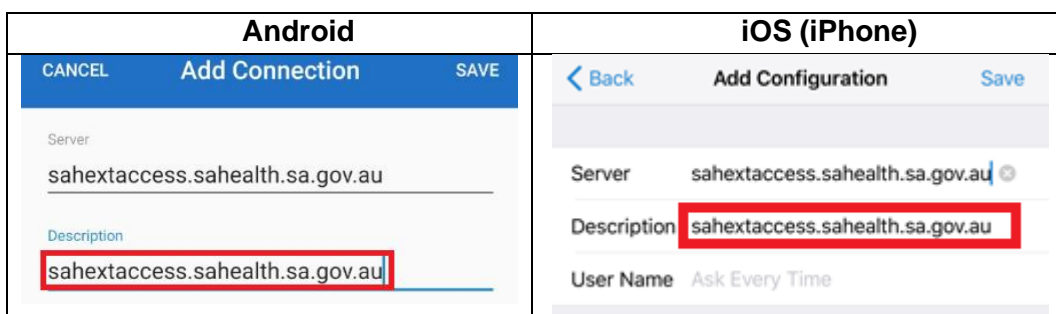 Android
CANCEL Add Connection SAVE
Server
sahextaccess.sahealth.sa.gov.au
Description
sahextaccess.sahealth.sa.gov.au
iOS (iPhone)
Back Add Configuration Save
Server sahextaccess.sahealth.sa.gov.au
Description sahextaccess.sahealth.sa.gov.au
User Name Ask Every Time